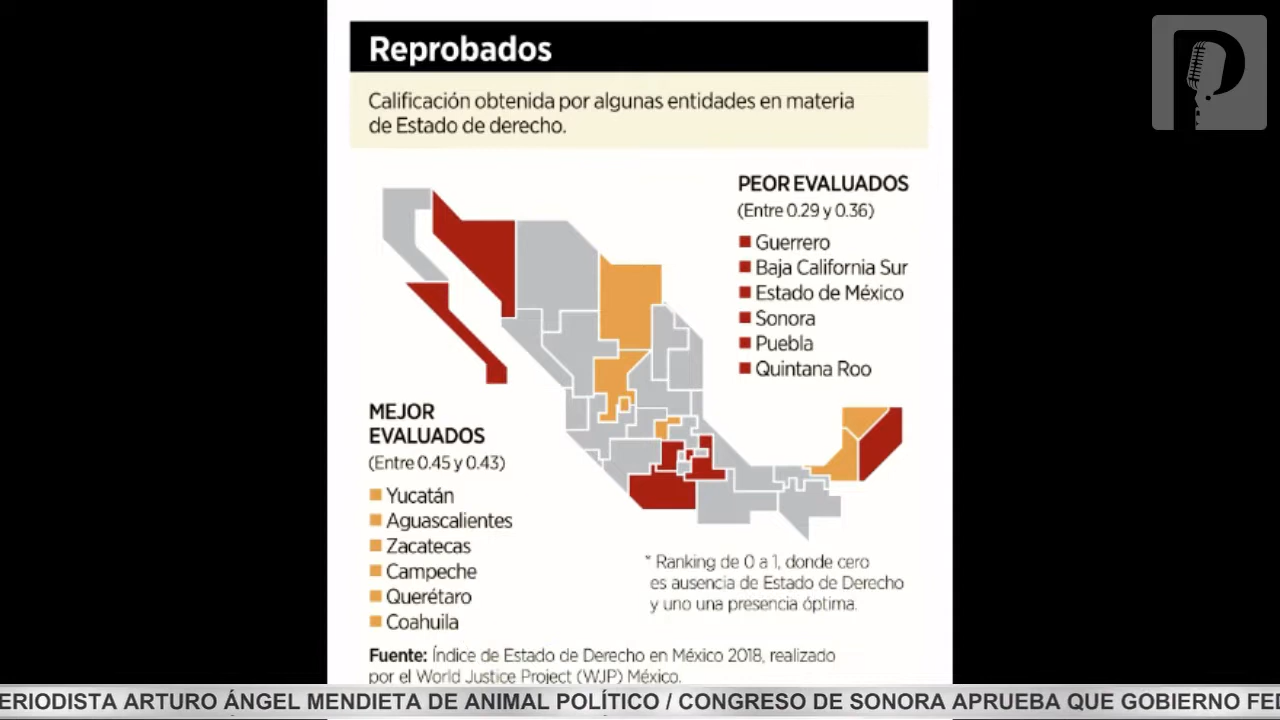 Reprobados
Calificación obtenida por algunas entidades en materia
de Estado de derecho.
PEOR EVALUADOS
(Entre 0.29 y 0.36)
Guerrero
Baja California Sur
Estado de México
Sonora
Puebla
Quintana Roo
MEJOR
EVALUADOS
(Entre 0.45 y 0.43)
Yucatán
Aguascalientes
Zacatecas
Campeche
Querétaro
Coahuila
* Ranking de 0 a 1, donde cero
es ausencia de Estado de Derecho
y uno una presencia óptima.
Fuente: Índice de Estado de Derecho en México 2018, realizado
por el World Justice Project (WJP) México.
ERIODISTA ARTURO ÁNGEL MENDIETA DE ANIMAL POLÍTICO / CONGRESO DE SONORA APRUEBA QUE GOBIERNO FE